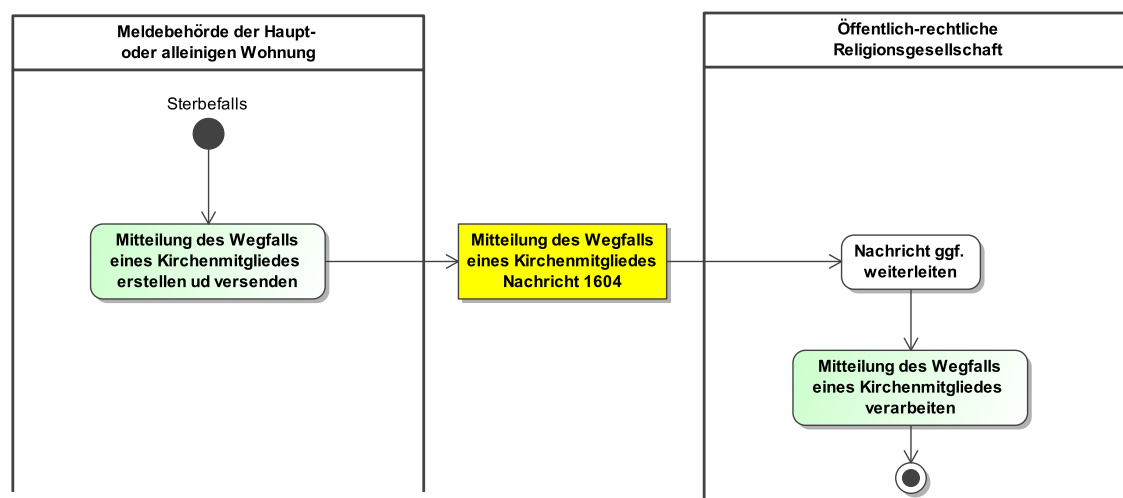 Meldebehörde der Haupt-
oder alleinigen Wohnung
Öffentlich-rechtliche
Religionsgesellschaft
Sterbefalls
Mitteilung des Wegfalls
eines Kirchenmitgliedes
erstellen ud versenden
Mitteilung des Wegfalls
eines Kirchenmitgliedes
Nachricht 1604
Nachricht ggf.
weiterleiten
Mitteilung des Wegfalls
eines Kirchenmitgliedes
verarbeiten